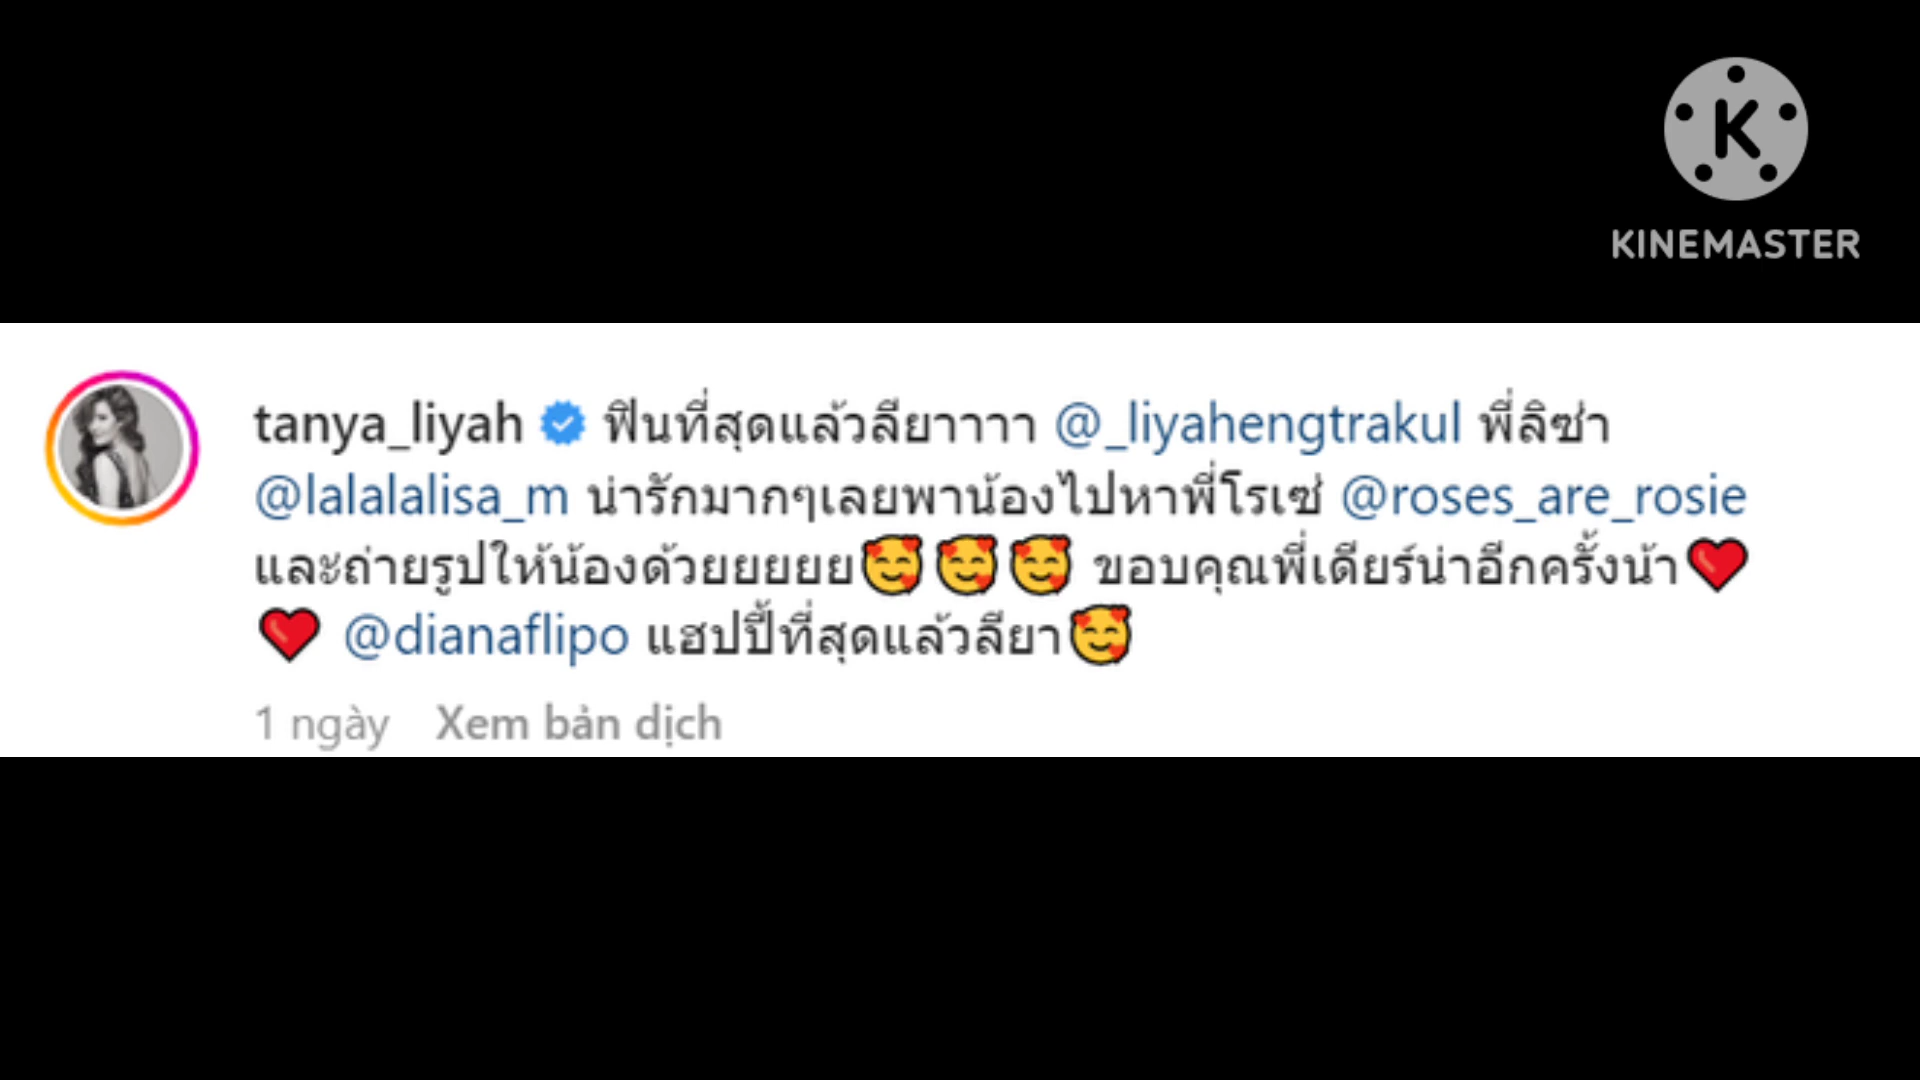 KINEMASTER
tanya_liyah ฟินที่สุดแล้วลียาาาา @_liyahengtrakul พี่ลิซ่า
@lalalalisa_m น่ารักมากๆเลยพาน้องไปหาพี่โรเซ่ @roses_are_rosie
และถ่ายรูปให้น้องด้วยยยยย🥰🥰🥰 ขอบคุณพี่เดียร์น่าอีกครั้งน้า❤️
❤️ @dianaflipo แฮปปี้ที่สุดแล้วลียา🥰
1 ngày Xem bản dịch